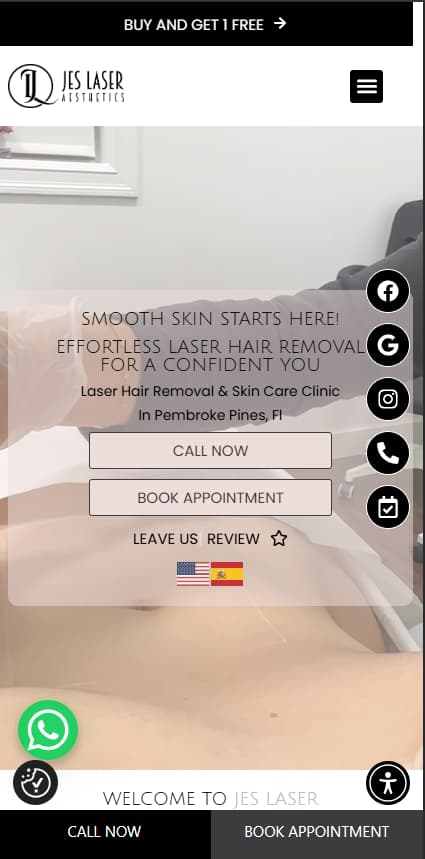 BUY AND GET 1 FREE
JES LASER
AESTHETICS
SMOOTH SKIN STARTS HERE!
EFFORTLESS LASER HAIR REMOVAL
FOR A CONFIDENT YOU
Laser Hair Removal & Skin Care Clinic
In Pembroke Pines, Fl
CALL NOW
BOOK APPOINTMENT
LEAVE US REVIEW
WELCOME TO JES LASER
CALL NOW
BOOK APPOINTMENT